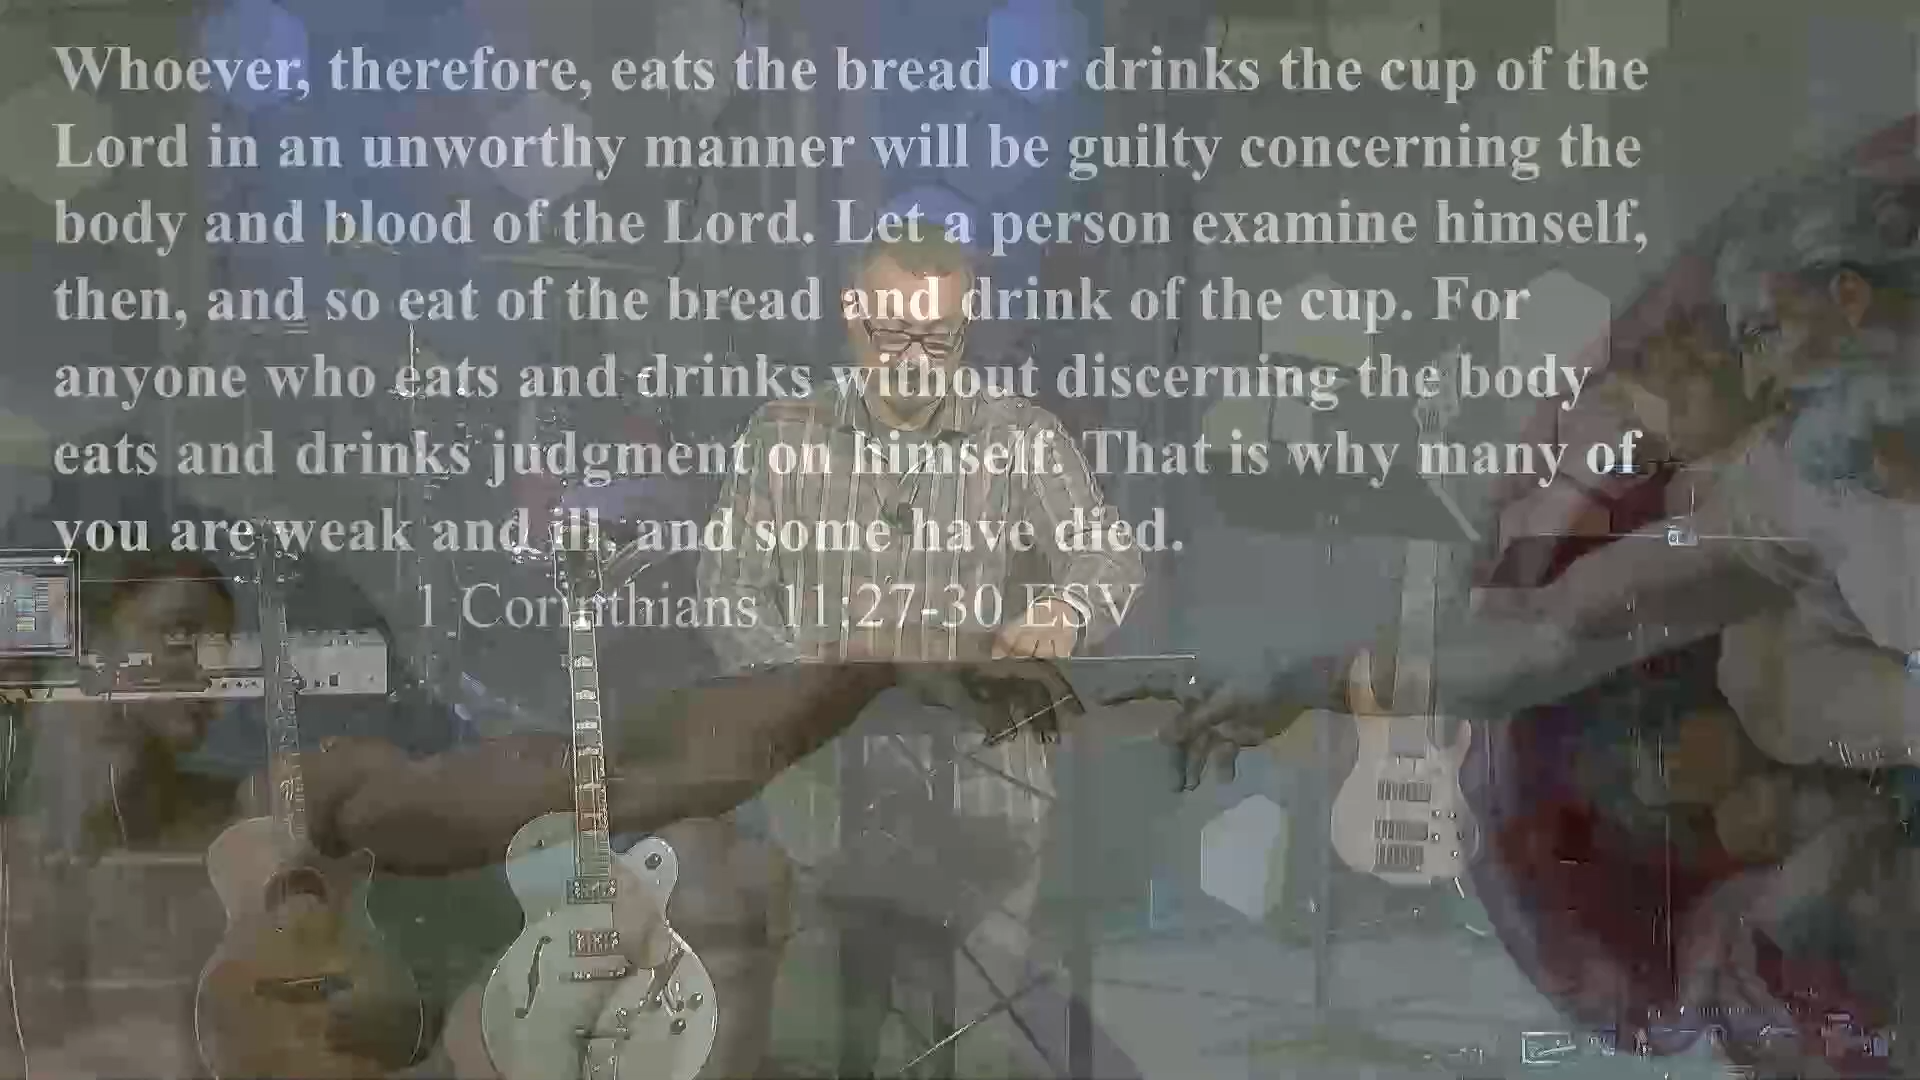 Whoever, therefore, eats the bread or drinks the cup of the
Lord in an unworthy manner will be guilty concerning the
body and blood of the Lord. Let a person examine himself,
then, and so eat of the bread and drink of the cup. For
anyone who eats and drinks without discerning the body
eats and drinks judgment on himself. That is why many of
you are weak and ill, and some have died.
1 Corinthians 11:27-30 ESV